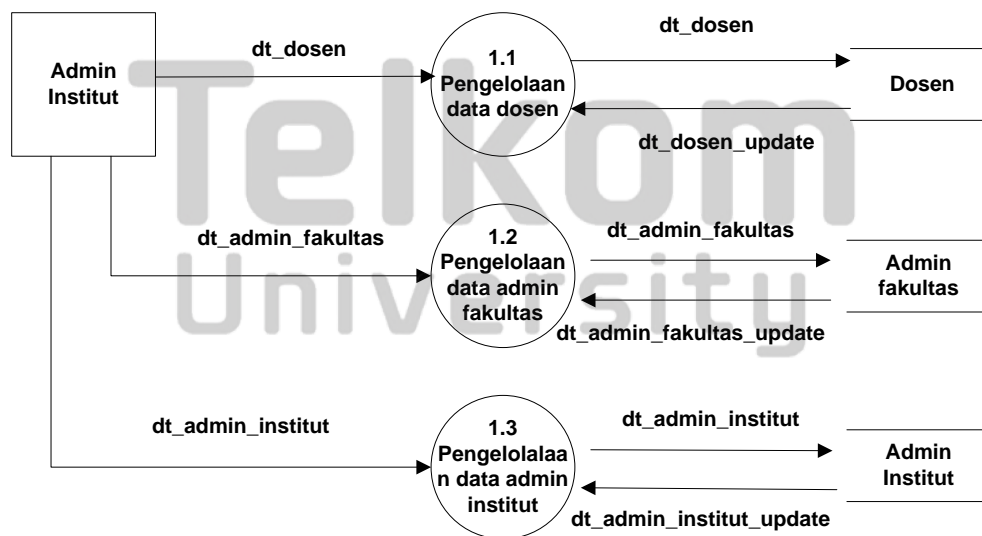 Admin
Institut
dt_dosen
1.1
Pengelolaan
data dosen
dt_dosen
Dosen
dt_dosen_update
Telkom
University
dt_admin_fakultas
1.2
Pengelolaan
data admin
fakultas
dt_admin_fakultas
Admin
fakultas
dt_admin_fakultas_update
dt_admin_institut
1.3
Pengelolalaa
n data admin
institut
dt_admin_institut
Admin
Institut
dt_admin_institut_update